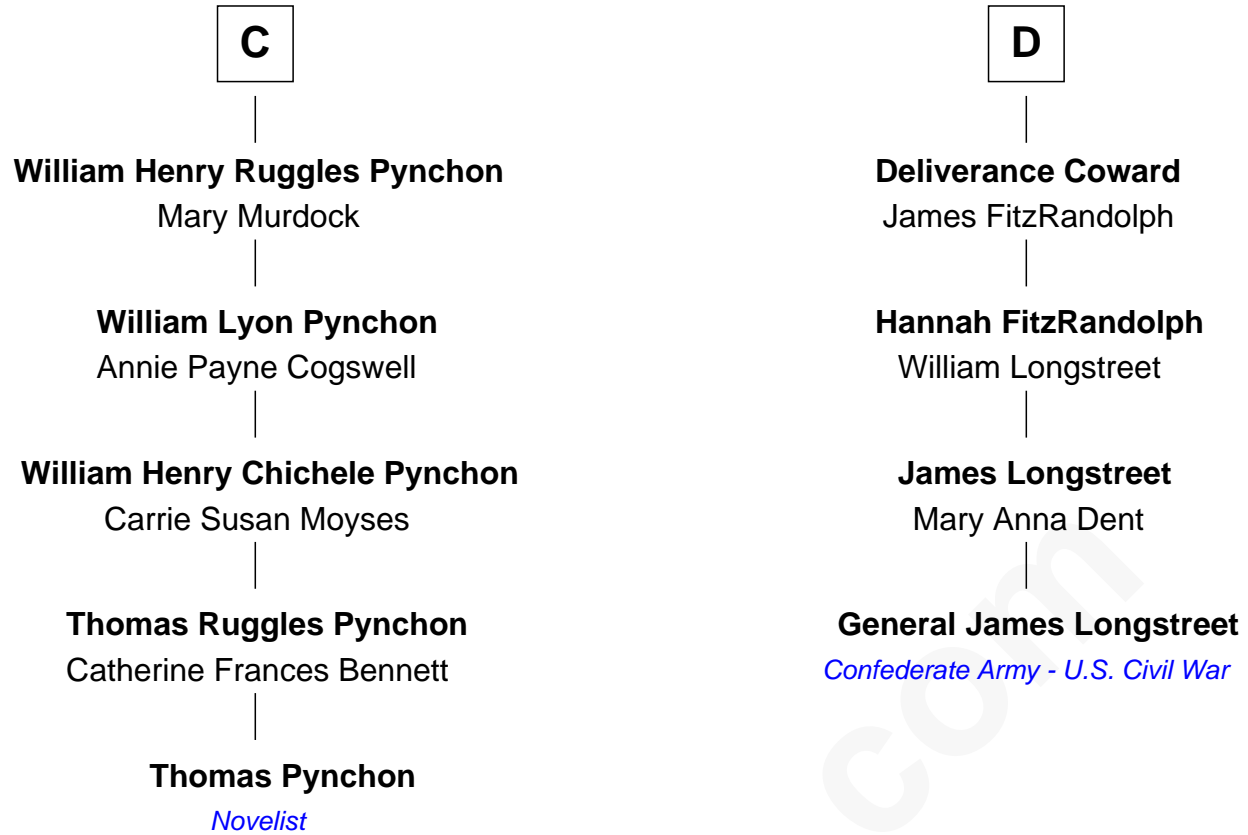 C
William Henry Ruggles Pynchon
Mary Murdock
William Lyon Pynchon
Annie Payne Cogswell
William Henry Chichele Pynchon
Carrie Susan Moyses
Thomas Ruggles Pynchon
Catherine Frances Bennett
Thomas Pynchon
Novelist
D
Deliverance Coward
James FitzRandolph
Hannah FitzRandolph
William Longstreet
James Longstreet
Mary Anna Dent
General James Longstreet
Confederate Army - U.S. Civil War
com